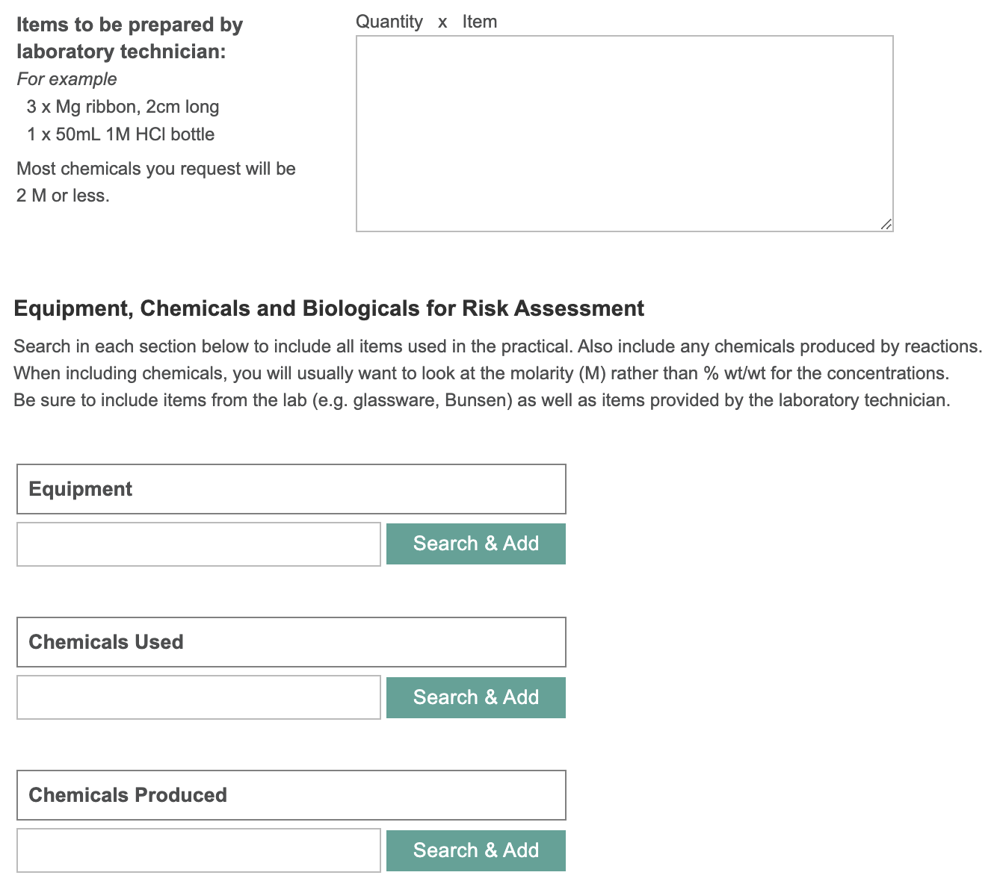 Items to be prepared by
laboratory technician:
For example
3 x Mg ribbon, 2cm long
1 x 50mL 1M HCl bottle
Most chemicals you request will be
2 M or less.
Quantity x Item
Equipment, Chemicals and Biologicals for Risk Assessment
Search in each section below to include all items used in the practical. Also include any chemicals produced by reactions.
When including chemicals, you will usually want to look at the molarity (M) rather than % wt/wt for the concentrations.
Be sure to include items from the lab (e.g. glassware, Bunsen) as well as items provided by the laboratory technician.
Equipment
Search & Add
Chemicals Used
Search & Add
Chemicals Produced
Search & Add